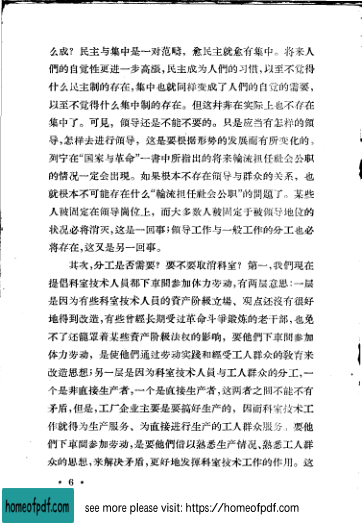 么成？民主与集中是一对范畴。愈民主就愈有集中。将来人
們的自覚性更进一步高漲，民主成为人們的习慣，以至不覚得
什么民主制的存在，集中也就同样变成了人們的自覚的需要，
以至不覚得什么集中制的存在。但这并非在实际上也不存在
集中了。可見，領导还是不能不要的。只是应当有怎样的領
导，怎样去进行領导，这是要根据形势的发展而有所变化的。
列宁在“国家与革命”一书中所指出的将来輪流担任社会公职
的情况一定会出現。如果根本不存在領导与群众的关系，也
就根本不可能存在什么“輪流担任社会公职”的問題了。某些
人被固定在領导崗位上，而大多数人被固定于被領导地位的
状况必将消灭，这是一回事；領导工作与一般工作的分工也必
将存在，这又是另一回事。
其次，分工是否需要？要不要取消科室？第一，我們現在
提倡科室技术人員都下車間参加体力劳动，有两层意思：一层
是因为有些科室技术人員的資产阶級立場、观点还沒有很好
地得到改造，有些曾經长期受过革命斗爭鍛炼的老干部，也免
不了还籠罩着某些資产阶級法权的影响，要他們下車間参加
体力劳动，是使他們通过劳动实践和經受工人群众的敎育来
改造思想；另一层是因为科室技术人員与工人群众的分工，一
个是非直接生产者，一个是直接生产者，这两者之間不能不有
矛盾，但是，工厂企业主要是要搞好生产的，因而科室技术工
作就得为生产服务、为直接进行生产的工人群众服务。要他
們下車間参加劳动，是要他們借以熟悉生产情况、熟悉工人群
众的思想，来解决矛盾，更好地发揮科室技术工作的作用。这
• 6 •
homeofpdf.com see more please visit: https://homeofpdf.com